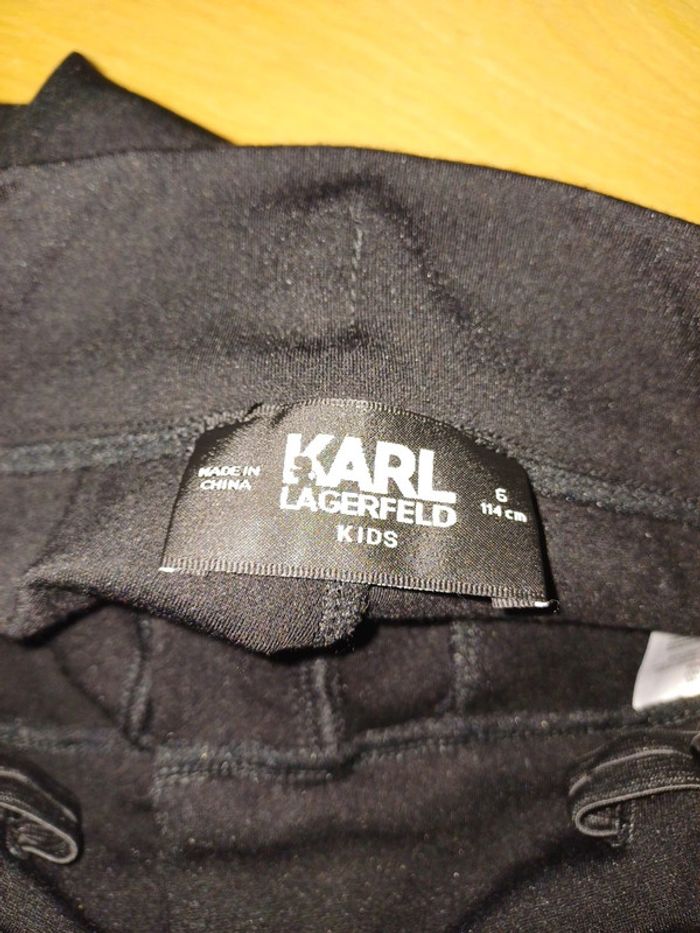 MADE IN
CHINA
KARL
LAGERFELD
KIDS
6
114 cm